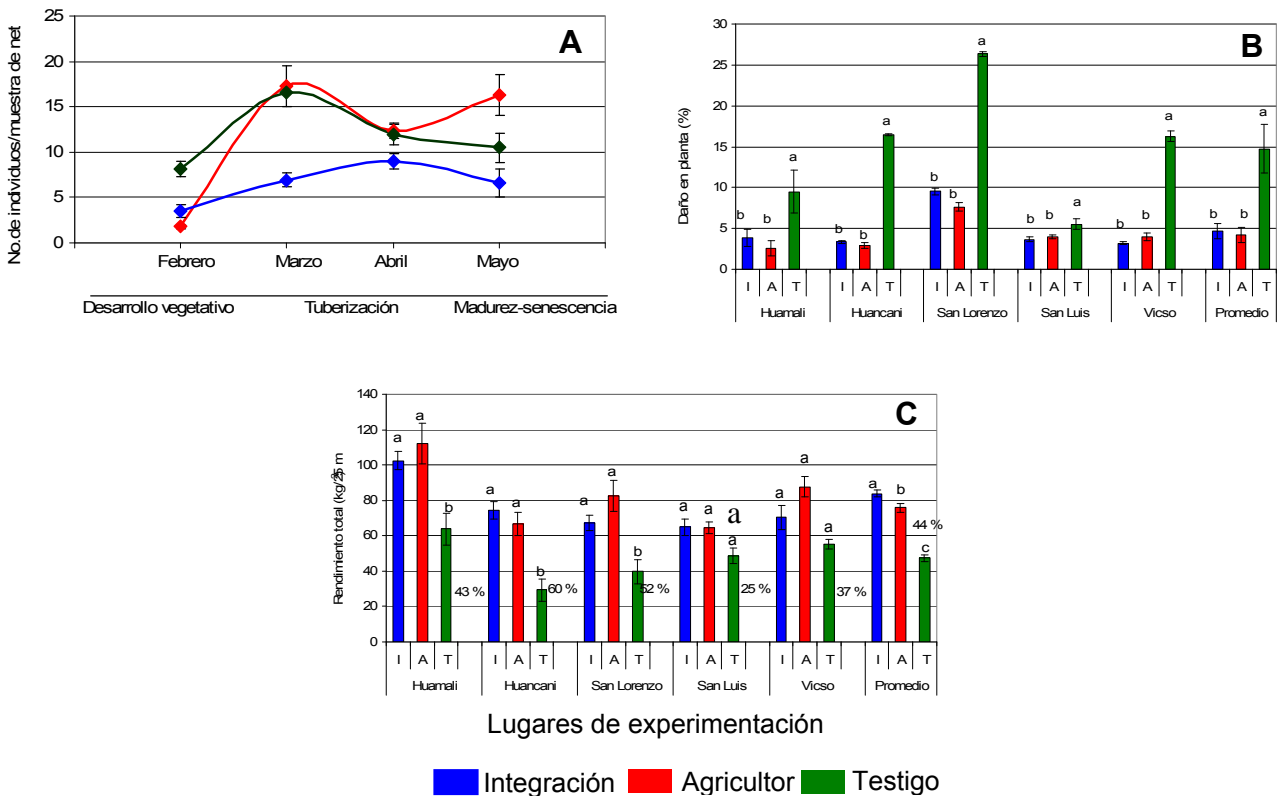 A
No. de individuos/muestra de net
25
20
15
10
5
0
Febrero Marzo Abril Mayo
Desarrollo vegetativo Tuberización Madurez-senescencia
B
Daño en planta (%)
30
25
20
15
10
5
0
b b a b b a b b a b b a b b a b b a
I A T I A T I A T I A T I A T I A T
Huamali Huancani San Lorenzo San Luis Vicso Promedio
C
Rendimiento total (kg/25 m
140
120
100
80
60
40
20
0
a a b a a b a a b a a a a a a a a b c
43 % 60 % 52 % 25 % 37 % 44 %
I A T I A T I A T I A T I A T I A T
Huamali Huancani San Lorenzo San Luis Vicso Promedio
Lugares de experimentación
Integración Agricultor Testigo